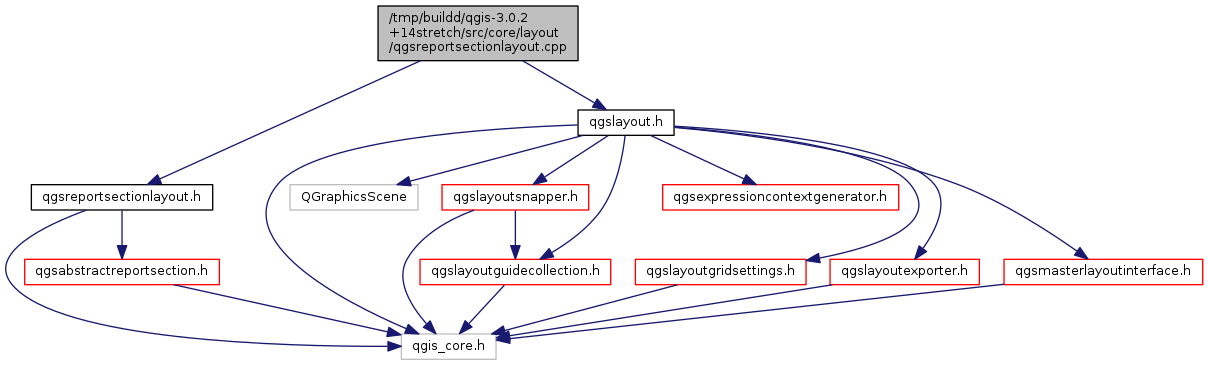 /tmp/buildd/qgis-3.0.2
+14stretch/src/core/layout
/qgsreportsectionlayout.cpp
qgslayout.h
qgsreportsectionlayout.h
QGraphicsScene
qgslayoutsnapper.h
qgsexpressioncontextgenerator.h
qgsabstractreportsection.h
qgslayoutguidecollection.h
qgslayoutgridsettings.h
qgslayoutexporter.h
qgsmasterlayoutinterface.h
qgis_core.h